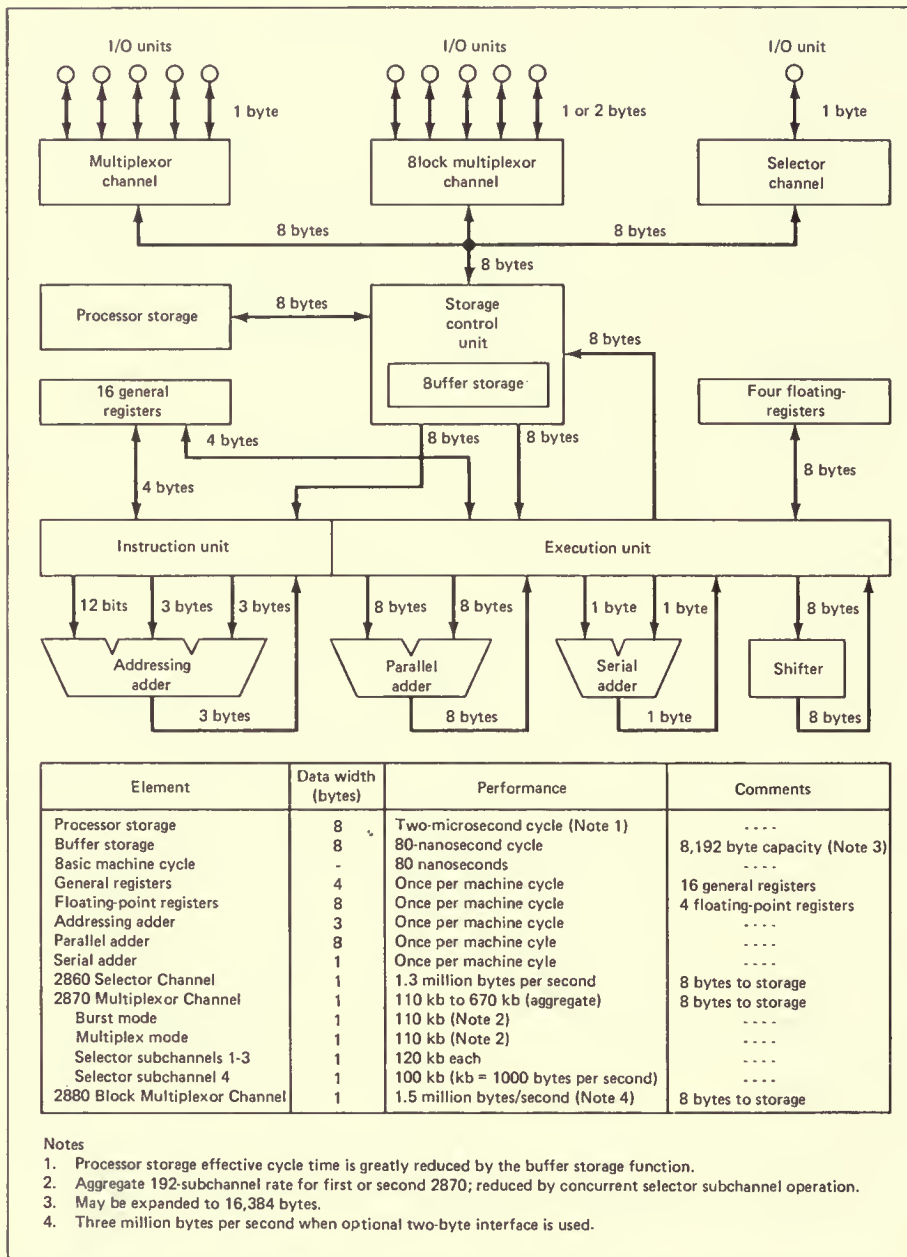 I/O units
I/O units
I/O unit
1 byte
1 or 2 bytes
1 byte
Multiplexor
channel
Block multiplexor
channel
Selector
channel
8 bytes
8 bytes
8 bytes
Processor storage
8 bytes
Storage
control
unit
8 bytes
Buffer storage
16 general
registers
Four floating-
registers
4 bytes
8 bytes
8 bytes
4 bytes
8 bytes
Instruction unit
Execution unit
12 bits
3 bytes
3 bytes
8 bytes
8 bytes
1 byte
1 byte
8 bytes
Addressing
adder
Parallel
adder
Serial
adder
Shifter
3 bytes
8 bytes
1 byte
8 bytes
Element Data width (bytes) Performance Comments
Processor storage 8 Two-microsecond cycle (Note 1) ....
Buffer storage 8 80-nanosecond cycle 8,192 byte capacity (Note 3)
Basic machine cycle - 80 nanoseconds ....
General registers 4 Once per machine cycle 16 general registers
Floating-point registers 8 Once per machine cycle 4 floating-point registers
Addressing adder 3 Once per machine cycle ....
Parallel adder 8 Once per machine cyle ....
Serial adder 1 Once per machine cyle ....
2860 Selector Channel 1 1.3 million bytes per second 8 bytes to storage
2870 Multiplexor Channel 1 110 kb to 670 kb (aggregate) 8 bytes to storage
Burst mode 1 110 kb (Note 2) ....
Multiplex mode 1 110 kb (Note 2) ....
Selector subchannels 1-3 1 120 kb each ....
Selector subchannel 4 1 100 kb (kb = 1000 bytes per second) ....
2880 Block Multiplexor Channel 1 1.5 million bytes/second (Note 4) 8 bytes to storage
Notes
1. Processor storage effective cycle time is greatly reduced by the buffer storage function.
2. Aggregate 192-subchannel rate for first or second 2870; reduced by concurrent selector subchannel operation.
3. May be expanded to 16,384 bytes.
4. Three million bytes per second when optional two-byte interface is used.